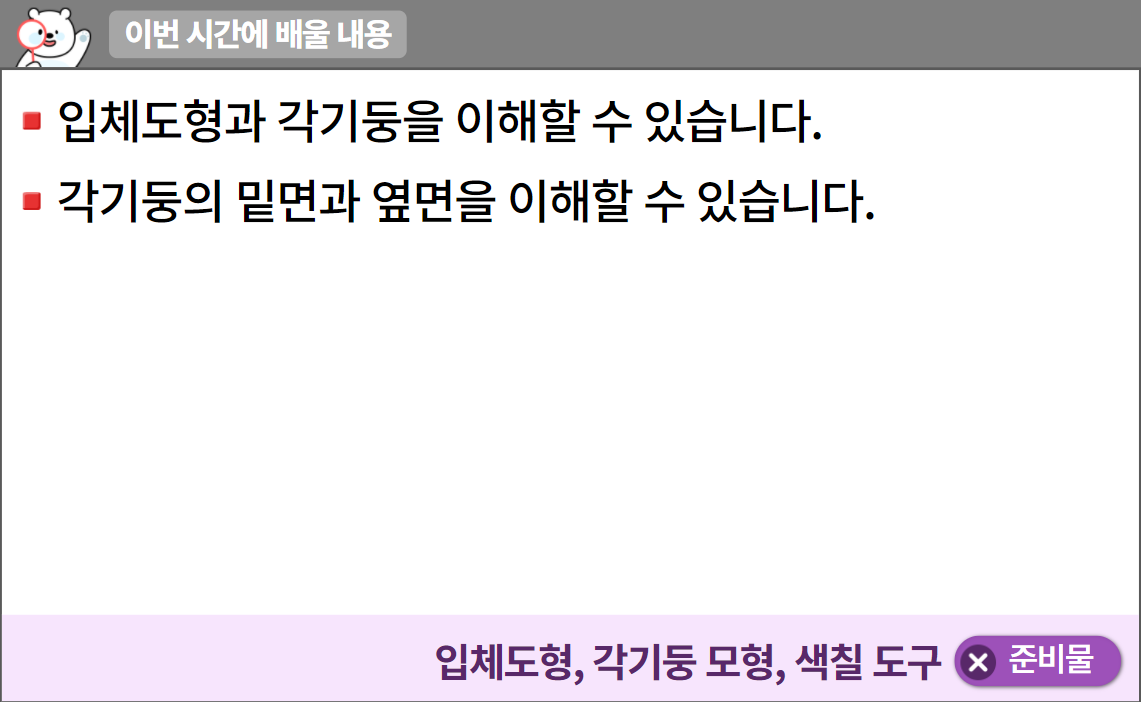 이번 시간에 배울 내용
입체도형과 각기둥을 이해할 수 있습니다.
각기둥의 밑면과 옆면을 이해할 수 있습니다.
입체도형, 각기둥 모형, 색칠 도구 준비물